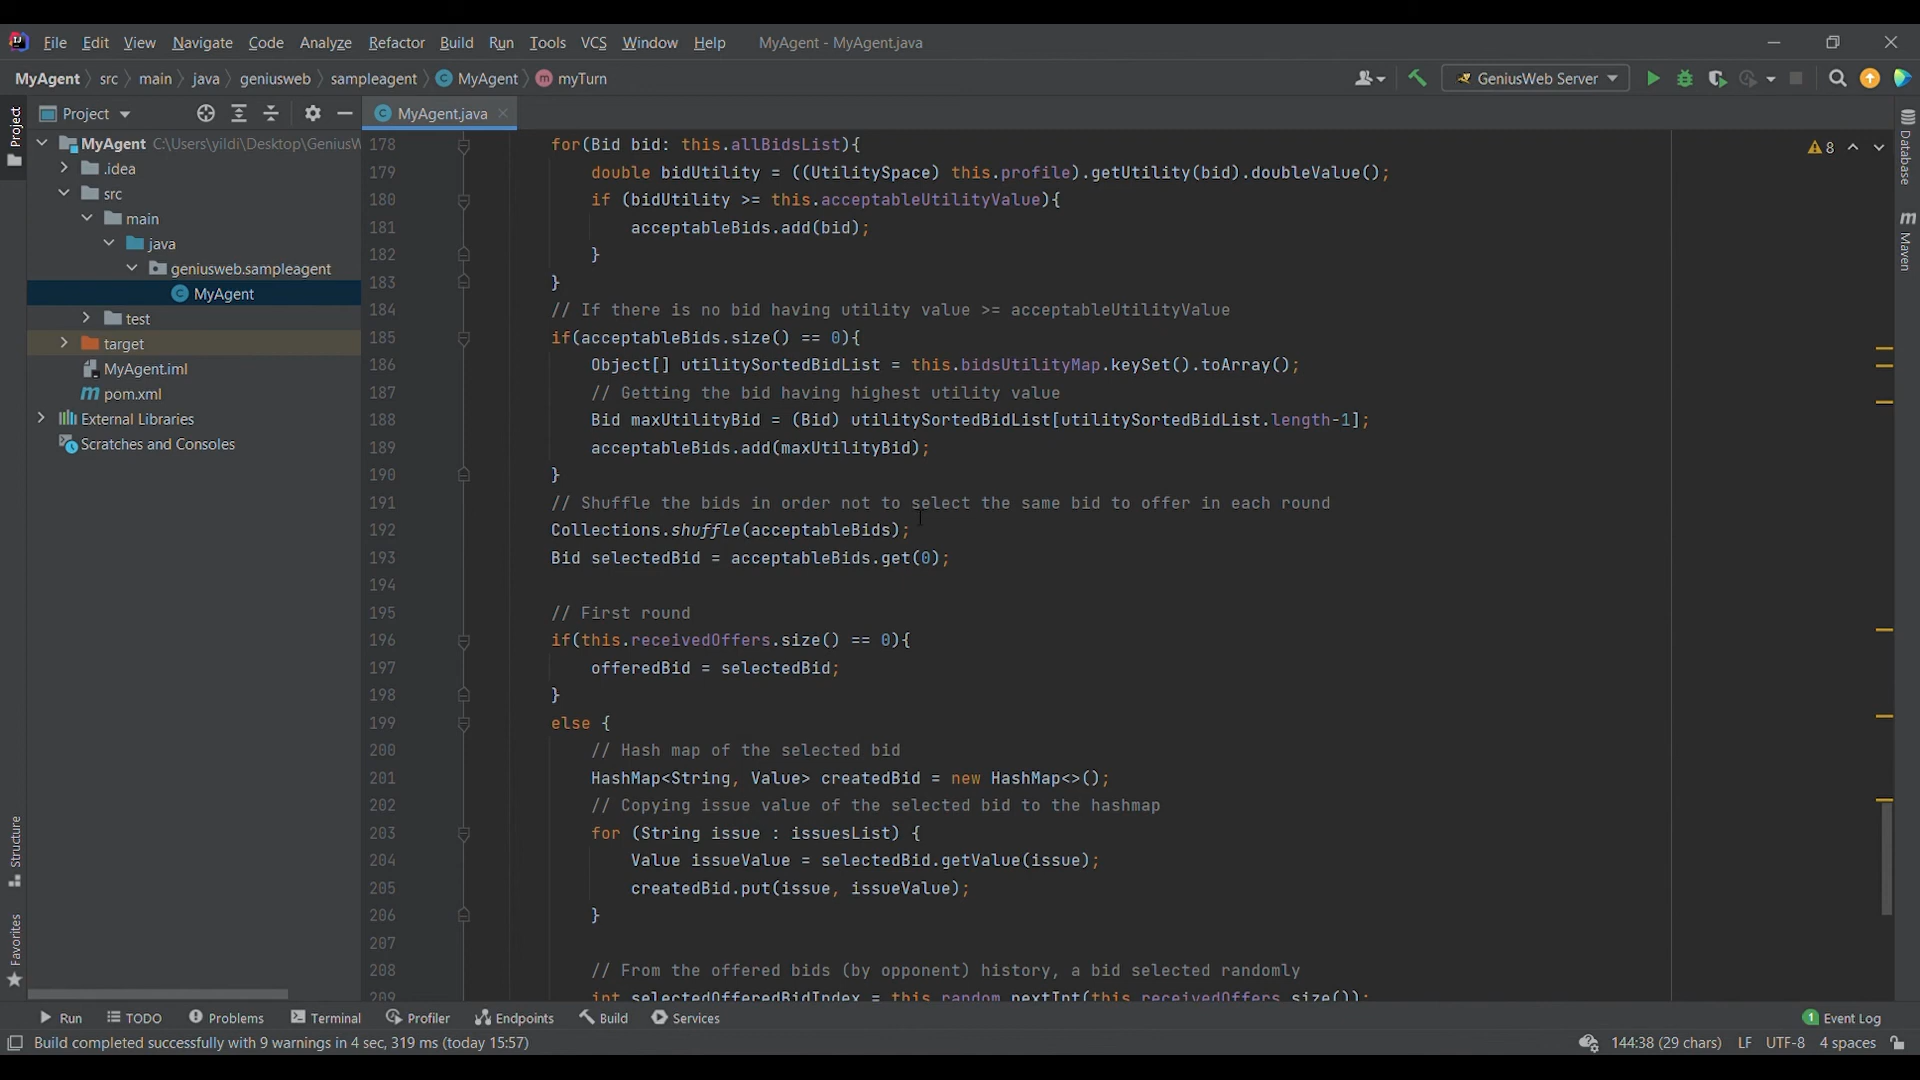 File Edit View Navigate Code Analyze Refactor Build Run Tools VCS Window Help MyAgent - MyAgent.java
MyAgent src main java geniusweb sampleagent MyAgent myTurn GeniusWeb Server
Project MyAgent.java
MyAgent C:\Users\yildi\Desktop\GeniusW
.idea
src
main
java
geniusweb.sampleagent
MyAgent
test
target
MyAgent.iml
pom.xml
External Libraries
Scratches and Consoles
Project
Structure
Favorites
178 for(Bid bid: this.allBidsList){
179 double bidUtility = ((UtilitySpace) this.profile).getUtility(bid).doubleValue();
180 if (bidUtility >= this.acceptableUtilityValue){
181 acceptableBids.add(bid);
182 }
183 }
184 // If there is no bid having utility value >= acceptableUtilityValue
185 if(acceptableBids.size() == 0){
186 Object[] utilitySortedBidList = this.bidsUtilityMap.keySet().toArray();
187 // Getting the bid having highest utility value
188 Bid maxUtilityBid = (Bid) utilitySortedBidList[utilitySortedBidList.length-1];
189 acceptableBids.add(maxUtilityBid);
190 }
191 // Shuffle the bids in order not to select the same bid to offer in each round
192 Collections.shuffle(acceptableBids);
193 Bid selectedBid = acceptableBids.get(0);
194
195 // First round
196 if(this.receivedOffers.size() == 0){
197 offeredBid = selectedBid;
198 }
199 else {
200 // Hash map of the selected bid
201 HashMap<String, Value> createdBid = new HashMap<>();
202 // Copying issue value of the selected bid to the hashmap
203 for (String issue : issuesList) {
204 Value issueValue = selectedBid.getValue(issue);
205 createdBid.put(issue, issueValue);
206 }
207
208 // From the offered bids (by opponent) history, a bid selected randomly
209 int selectedOfferedBidIndex = this.random.nextInt(this.receivedOffers.size());
8
Database
Maven
Run TODO Problems Terminal Profiler Endpoints Build Services 1 Event Log
Build completed successfully with 9 warnings in 4 sec, 319 ms (today 15:57) 144:38 (29 chars) LF UTF-8 4 spaces